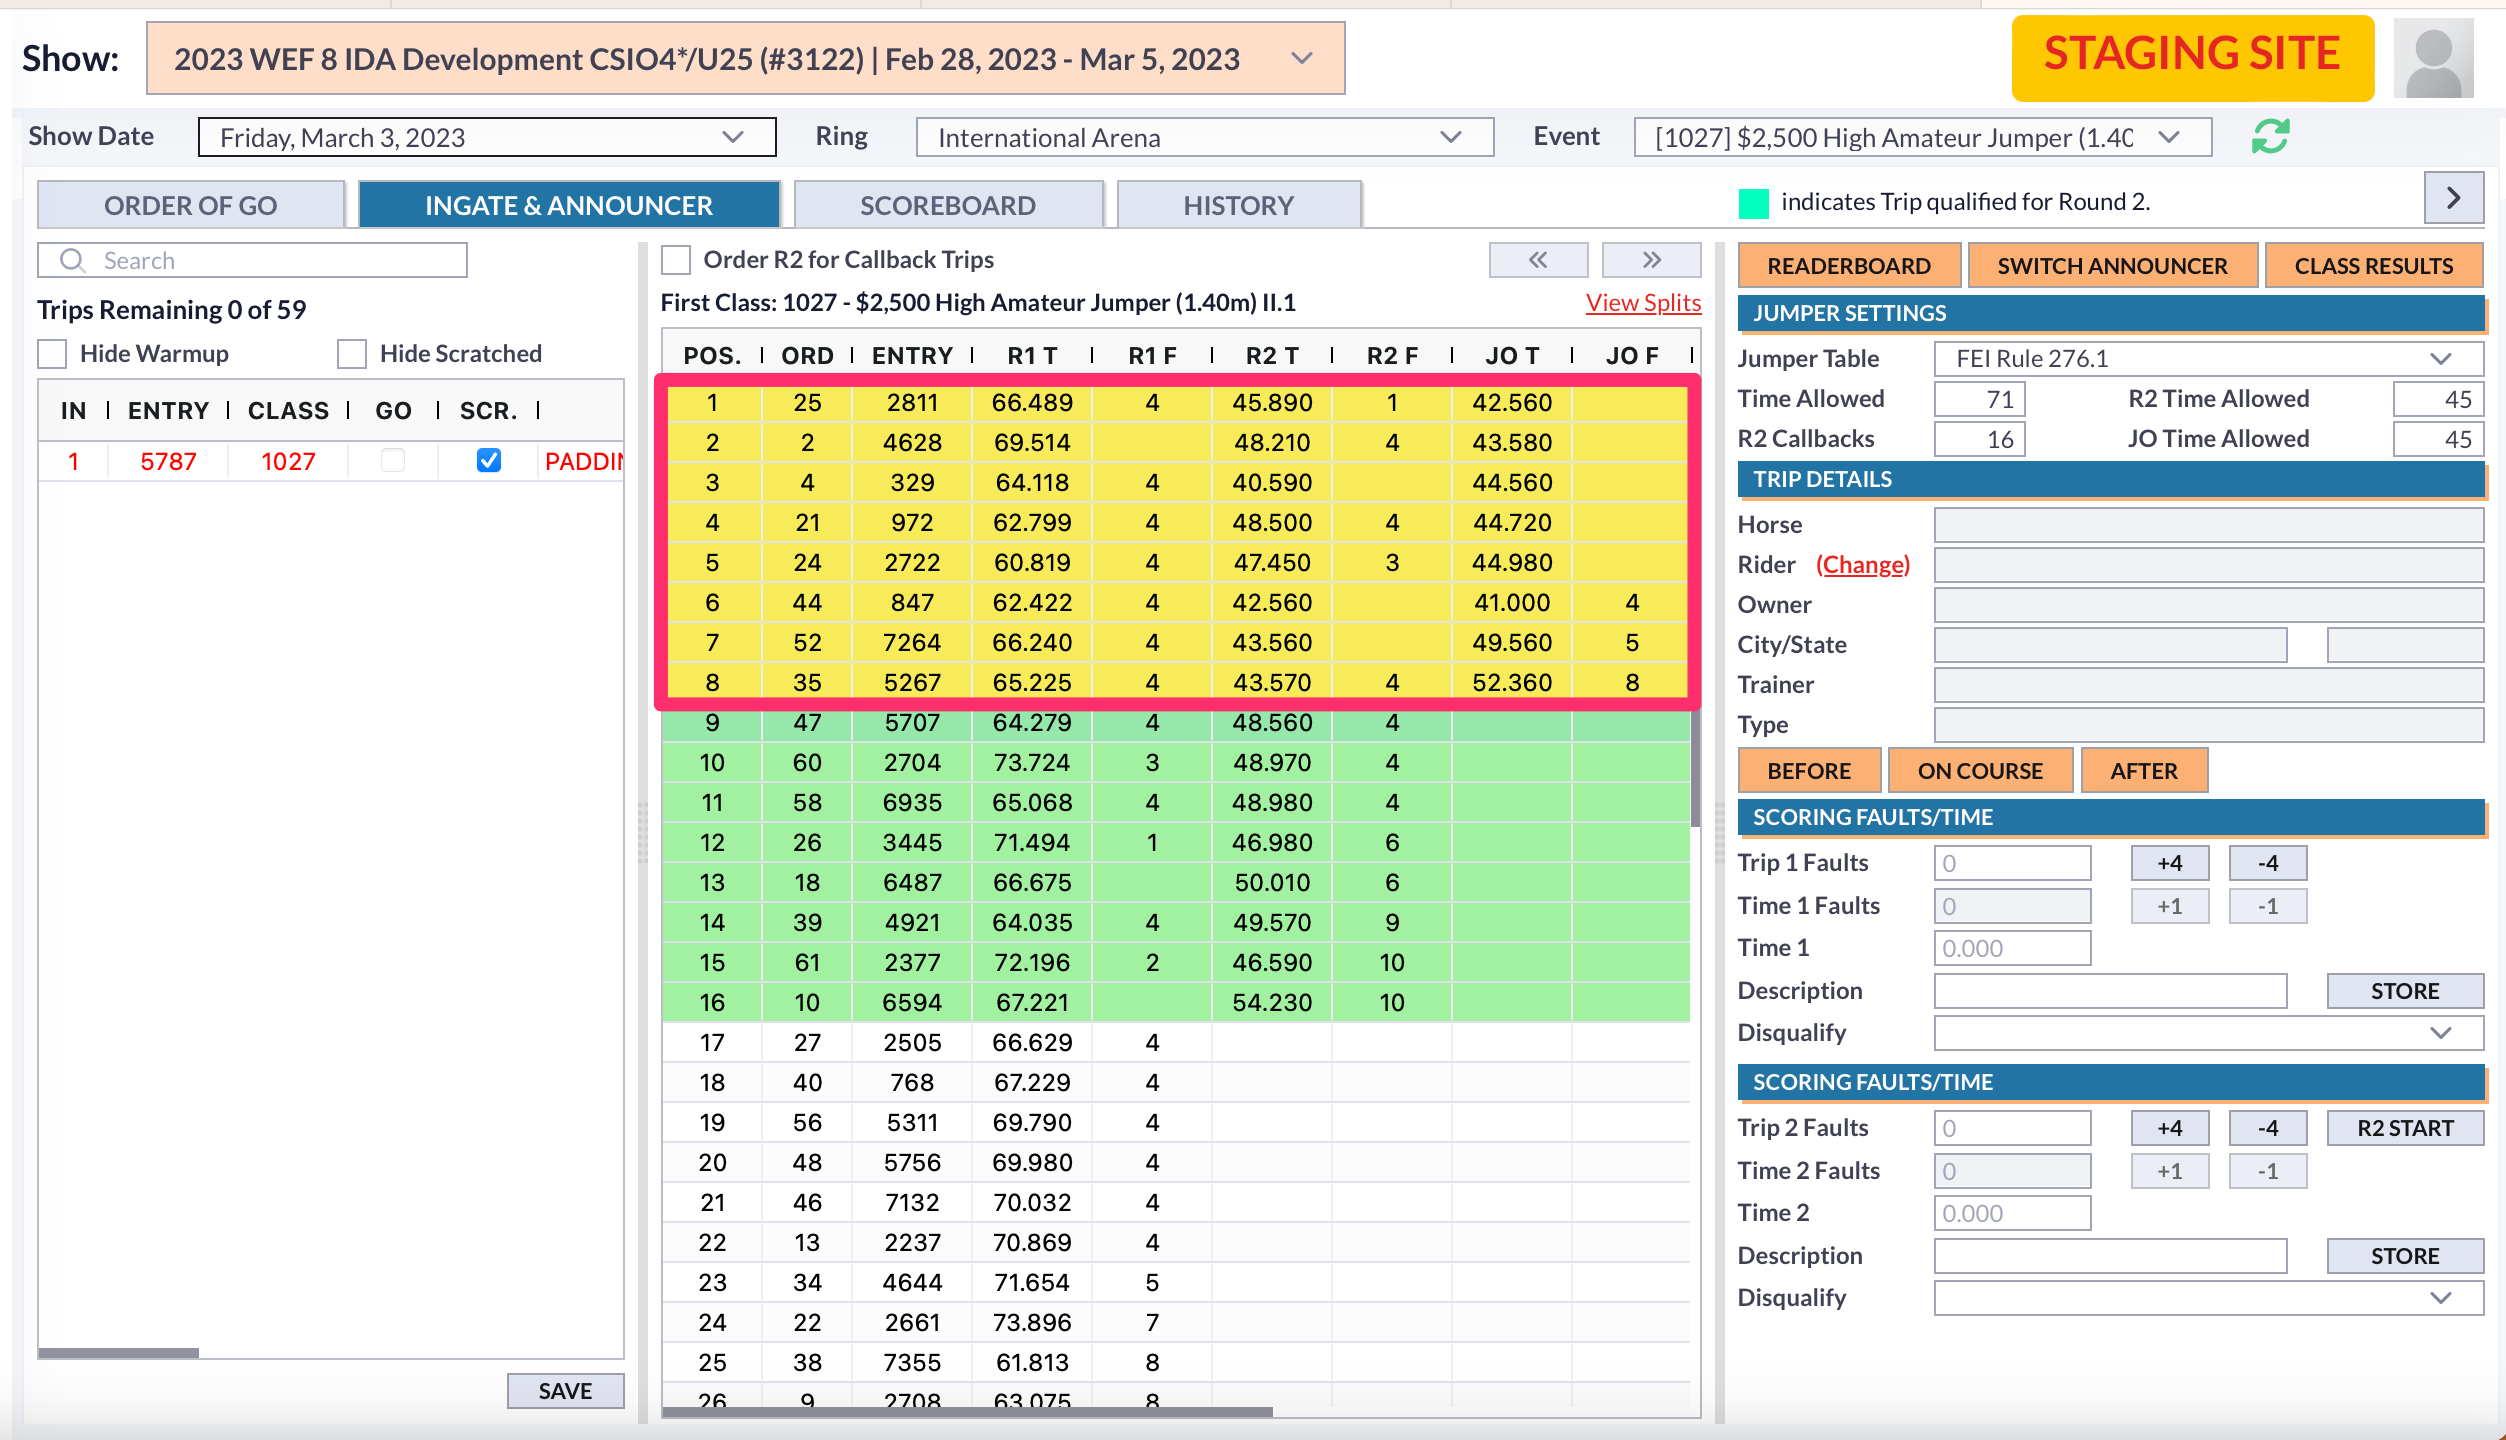 Show: 2023 WEF 8 IDA Development CSIO4*/U25 (#3122) | Feb 28, 2023 - Mar 5, 2023 STAGING SITE
Show Date Friday, March 3, 2023 Ring International Arena Event [1027] $2,500 High Amateur Jumper (1.40
ORDER OF GO INGATE & ANNOUNCER SCOREBOARD HISTORY indicates Trip qualified for Round 2.
Search
Trips Remaining 0 of 59
Hide Warmup Hide Scratched
IN ENTRY CLASS GO SCR.
1 5787 1027 PADDIN
SAVE
Order R2 for Callback Trips
First Class: 1027 - $2,500 High Amateur Jumper (1.40m) II.1 View Splits
POS. ORD ENTRY R1 T R1 F R2 T R2 F JO T JO F
1 25 2811 66.489 4 45.890 1 42.560
2 2 4628 69.514 48.210 4 43.580
3 4 329 64.118 4 40.590 44.560
4 21 972 62.799 4 48.500 4 44.720
5 24 2722 60.819 4 47.450 3 44.980
6 44 847 62.422 4 42.560 41.000 4
7 52 7264 66.240 4 43.560 49.560 5
8 35 5267 65.225 4 43.570 4 52.360 8
9 47 5707 64.279 4 48.560 4
10 60 2704 73.724 3 48.970 4
11 58 6935 65.068 4 48.980 4
12 26 3445 71.494 1 46.980 6
13 18 6487 66.675 50.010 6
14 39 4921 64.035 4 49.570 9
15 61 2377 72.196 2 46.590 10
16 10 6594 67.221 54.230 10
17 27 2505 66.629 4
18 40 768 67.229 4
19 56 5311 69.790 4
20 48 5756 69.980 4
21 46 7132 70.032 4
22 13 2237 70.869 4
23 34 4644 71.654 5
24 22 2661 73.896 7
25 38 7355 61.813 8
26 9 2708 63.075 8
READERBOARD SWITCH ANNOUNCER CLASS RESULTS
JUMPER SETTINGS
Jumper Table FEI Rule 276.1
Time Allowed 71 R2 Time Allowed 45
R2 Callbacks 16 JO Time Allowed 45
TRIP DETAILS
Horse
Rider (Change)
Owner
City/State
Trainer
Type
BEFORE ON COURSE AFTER
SCORING FAULTS/TIME
Trip 1 Faults 0 +4 -4
Time 1 Faults 0 +1 -1
Time 1 0.000
Description STORE
Disqualify
SCORING FAULTS/TIME
Trip 2 Faults 0 +4 -4 R2 START
Time 2 Faults 0 +1 -1
Time 2 0.000
Description STORE
Disqualify